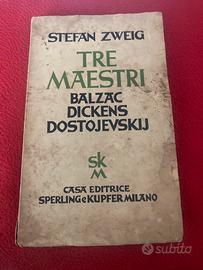 STEFAN ZWEIG
TRE
MAESTRI
BALZAC
DICKENS
DOSTOJEVSKIJ
SK
M
CASA EDITRICE
SPERLING e KUPFER MILANO
subito